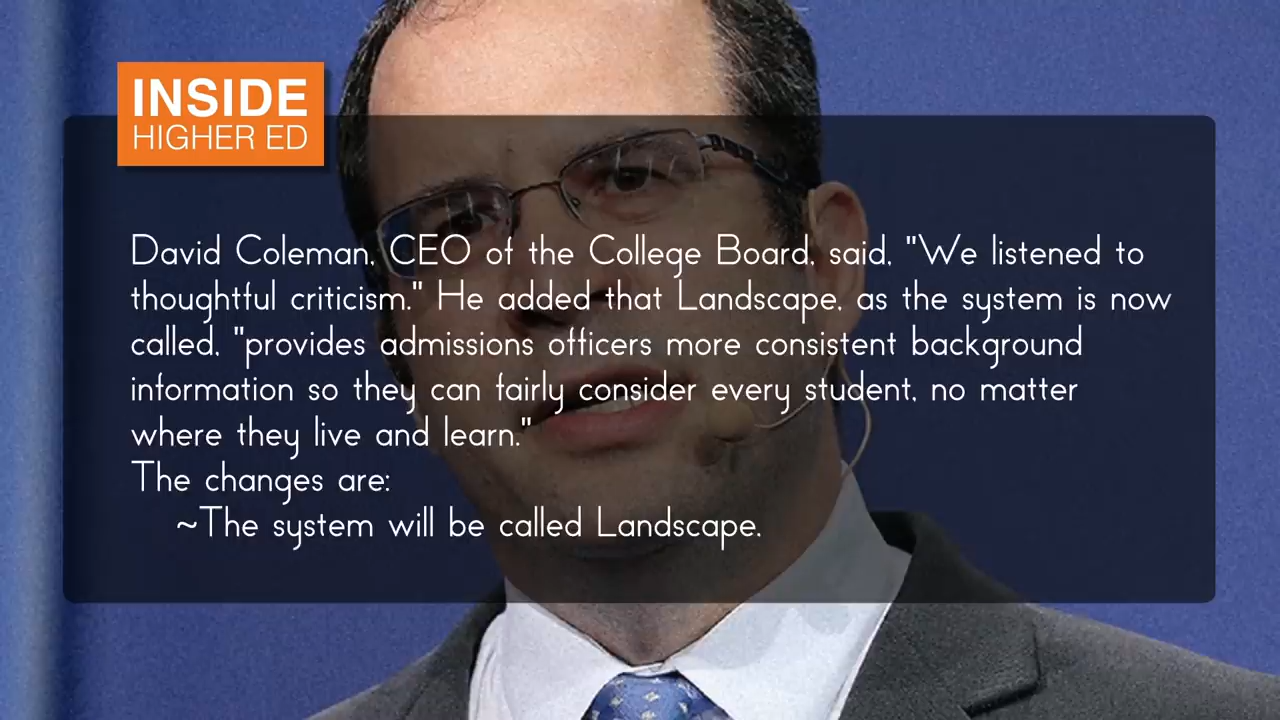 INSIDE
HIGHER ED
David Coleman, CEO of the College Board, said, "We listened to
thoughtful criticism." He added that Landscape, as the system is now
called, "provides admissions officers more consistent background
information so they can fairly consider every student, no matter
where they live and learn."
The changes are:
~The system will be called Landscape.